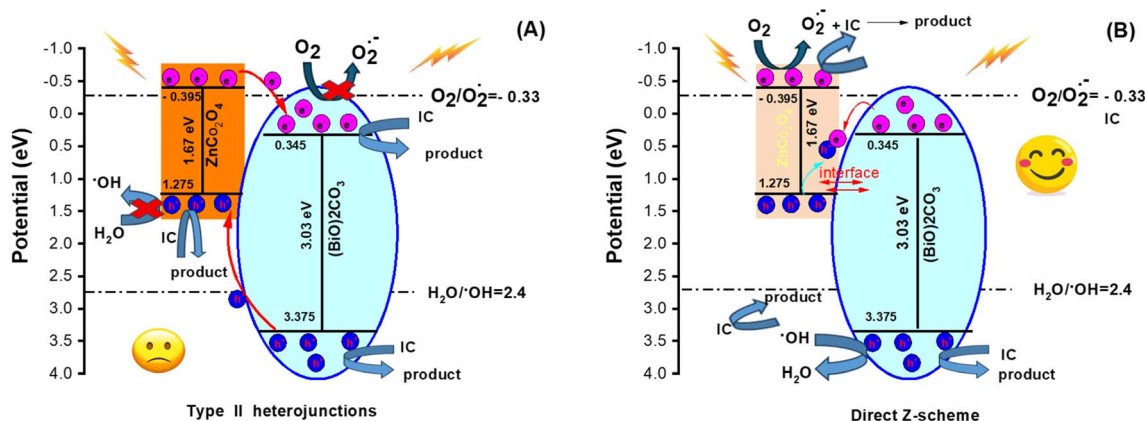 (A)
O2 O2·-
-1.0
-0.5
0.0
0.5
1.0
1.5
2.0
2.5
3.0
3.5
4.0
Potential (eV)
e e e e
- 0.395
1.67 eV
ZnCo2O4
1.275
h+ h+ h+
·OH
H2O
IC
product
h+
e e e e
0.345
3.03 eV
(BiO)2CO3
3.375
h+ h+ h+ h+
O2/O2·-= - 0.33
IC
product
H2O/·OH=2.4
IC
product
Type II heterojunctions
(B)
O2 O2·- + IC → product
-1.0
-0.5
0.0
0.5
1.0
1.5
2.0
2.5
3.0
3.5
4.0
Potential (eV)
e e e
- 0.395
1.67 eV
ZnCo2O4
1.275
h+ h+ h+
h+ e
interface
e e e e
0.345
3.03 eV
(BiO)2CO3
3.375
h+ h+ h+ h+
O2/O2·-= - 0.33
IC
H2O/·OH=2.4
product
IC
·OH
H2O
IC
product
Direct Z-scheme